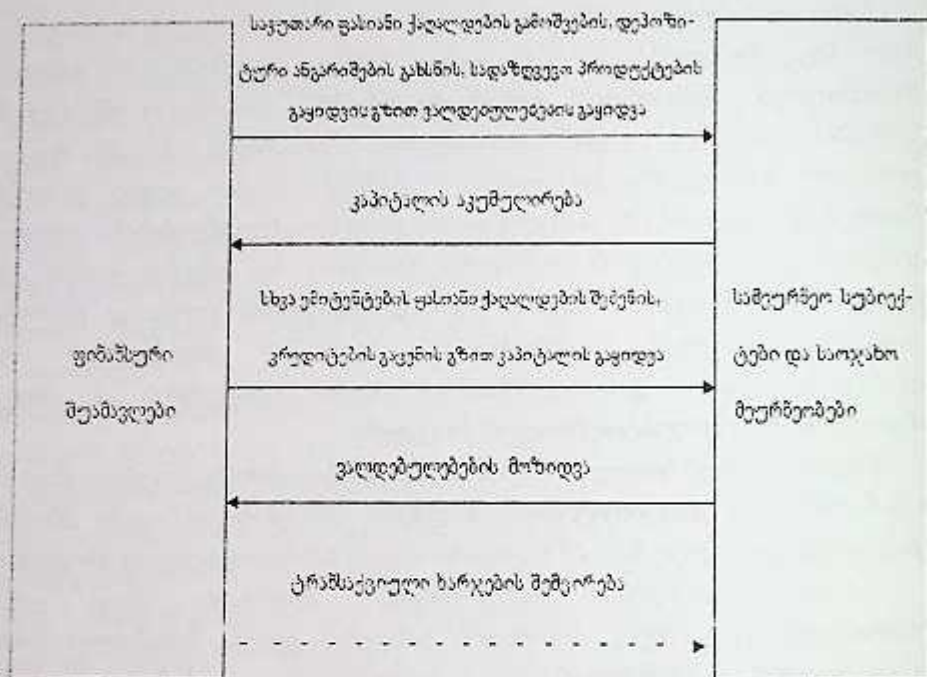 საკუთარი ფასიანი ქაღალდების გამოშვების, დეპოზი-
ტური ანგარიშების გახსნის, სადაზღვევო პროდუქტების
გაყიდვის გზით ვალდებულებების გაყიდვა
კაპიტალის აკუმულირება
სხვა ემიტენტების ფასიანი ქაღალდების შეძენის,
კრედიტების გაცემის გზით კაპიტალის გაყიდვა
ვალდებულებების მოზიდვა
ტრანსაქციული ხარჯების შემცირება
ფინანსური
შუამავლები
სამეურნეო სუბიექ-
ტები და საოჯახო
მეურნეობები